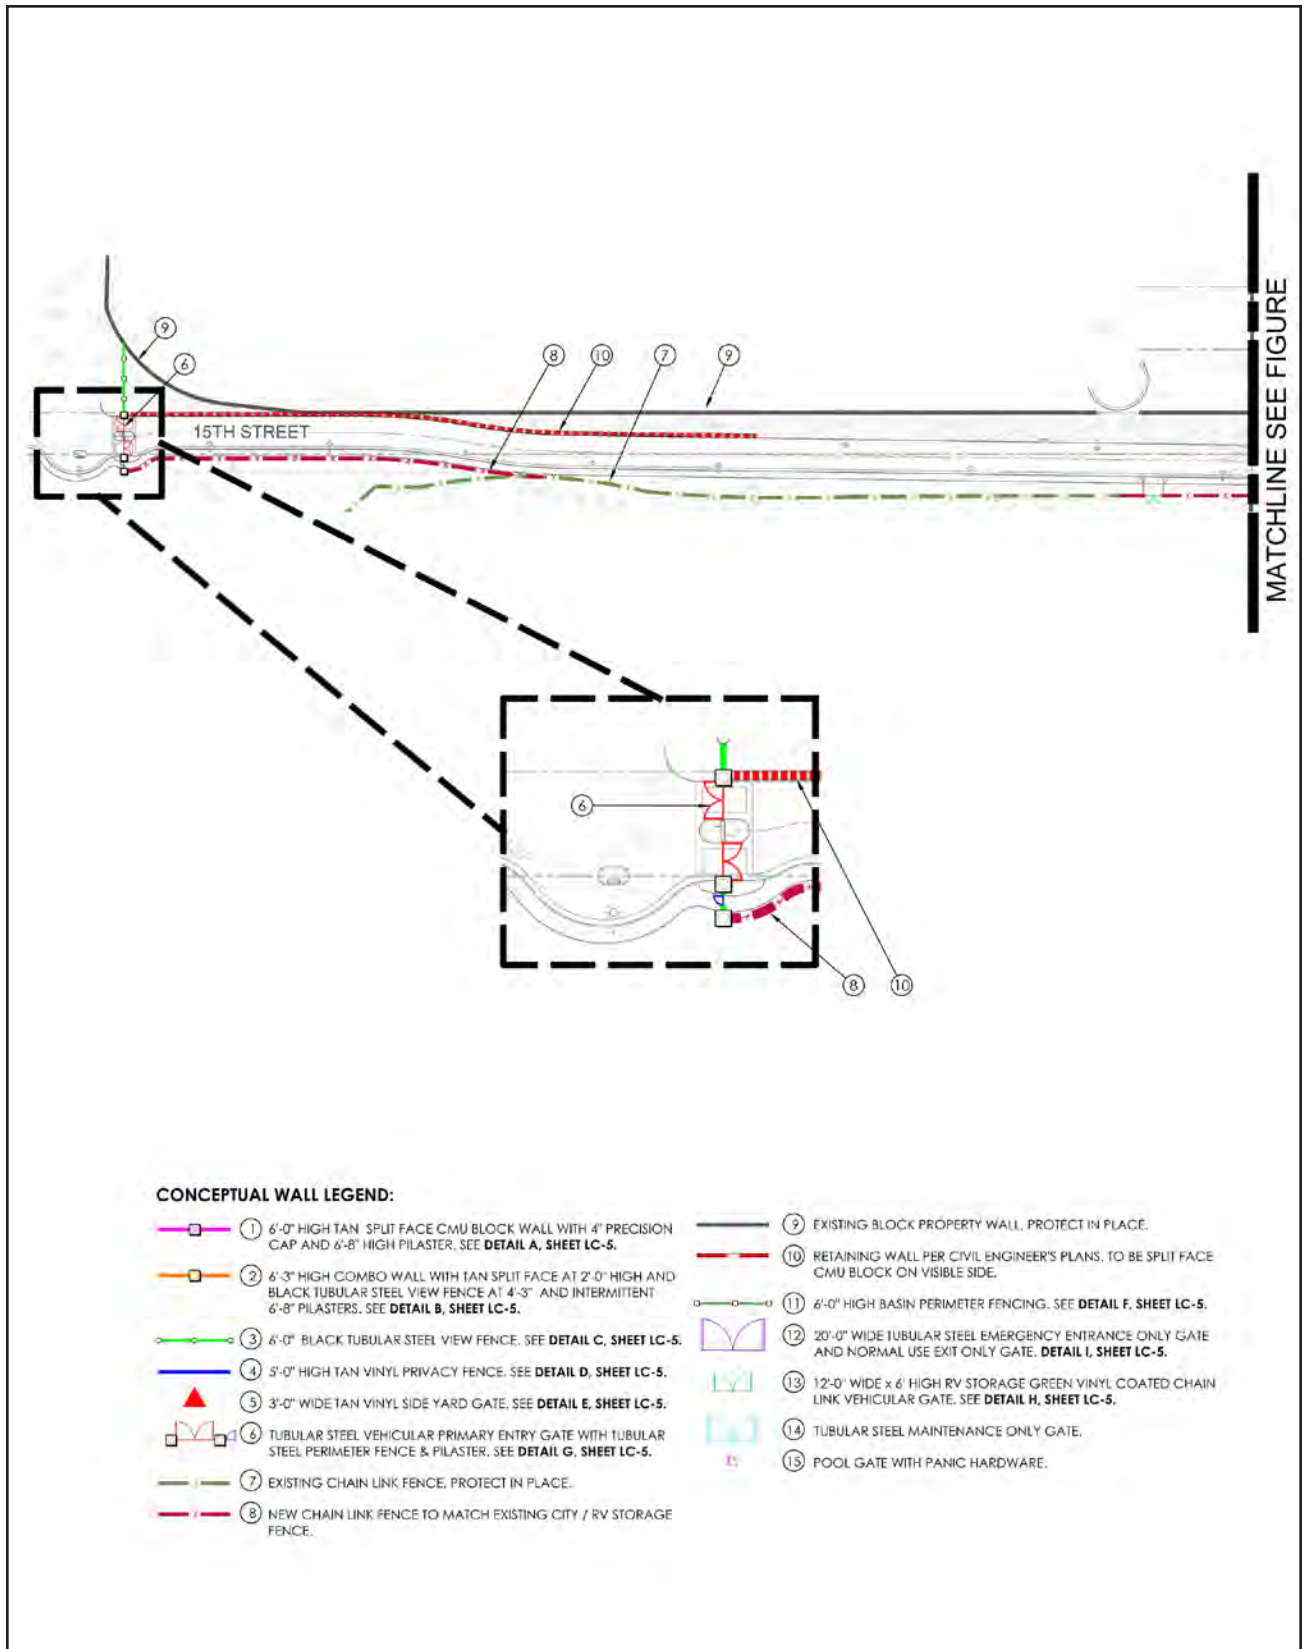 9
6
8
10
7
9
15TH STREET
MATCHLINE SEE FIGURE
6
8
10
CONCEPTUAL WALL LEGEND:
1 6'-0" HIGH TAN SPLIT FACE CMU BLOCK WALL WITH 4" PRECISION
CAP AND 6'-8" HIGH PILASTER. SEE DETAIL A, SHEET LC-5.
2 6'-3" HIGH COMBO WALL WITH TAN SPLIT FACE AT 2'-0" HIGH AND
BLACK TUBULAR STEEL VIEW FENCE AT 4'-3" AND INTERMITTENT
6'-8" PILASTERS. SEE DETAIL B, SHEET LC-5.
3 6'-0" BLACK TUBULAR STEEL VIEW FENCE. SEE DETAIL C, SHEET LC-5.
4 5'-0" HIGH TAN VINYL PRIVACY FENCE. SEE DETAIL D, SHEET LC-5.
5 3'-0" WIDE TAN VINYL SIDE YARD GATE. SEE DETAIL E, SHEET LC-5.
6 TUBULAR STEEL VEHICULAR PRIMARY ENTRY GATE WITH TUBULAR
STEEL PERIMETER FENCE & PILASTER. SEE DETAIL G, SHEET LC-5.
7 EXISTING CHAIN LINK FENCE. PROTECT IN PLACE.
8 NEW CHAIN LINK FENCE TO MATCH EXISTING CITY / RV STORAGE
FENCE.
9 EXISTING BLOCK PROPERTY WALL. PROTECT IN PLACE.
10 RETAINING WALL PER CIVIL ENGINEER'S PLANS. TO BE SPLIT FACE
CMU BLOCK ON VISIBLE SIDE.
11 6'-0" HIGH BASIN PERIMETER FENCING. SEE DETAIL F, SHEET LC-5.
12 20'-0" WIDE TUBULAR STEEL EMERGENCY ENTRANCE ONLY GATE
AND NORMAL USE EXIT ONLY GATE. DETAIL I, SHEET LC-5.
13 12'-0" WIDE x 6' HIGH RV STORAGE GREEN VINYL COATED CHAIN
LINK VEHICULAR GATE. SEE DETAIL H, SHEET LC-5.
14 TUBULAR STEEL MAINTENANCE ONLY GATE.
15 POOL GATE WITH PANIC HARDWARE.